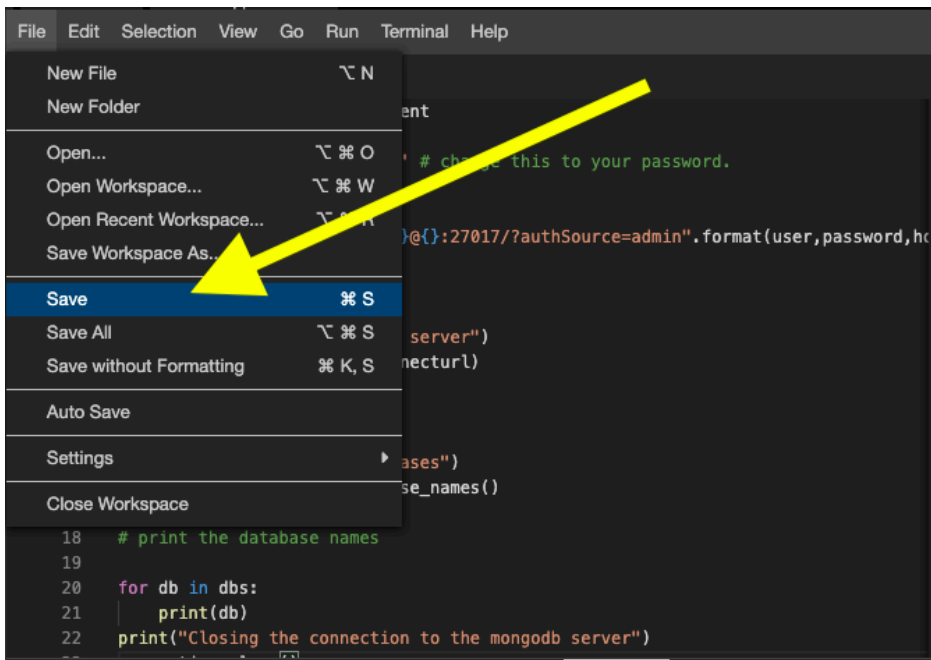 File Edit Selection View Go Run Terminal Help
New File ⌥ N
New Folder
ent
Open... ⌥ ⌘ O
" # change this to your password.
Open Workspace... ⌥ ⌘ W
Open Recent Workspace...
}@{}:27017/?authSource=admin".format(user,password,ho
Save Workspace As...
Save ⌘ S
Save All ⌥ ⌘ S
server")
Save without Formatting ⌘ K, S
necturl)
Auto Save
Settings
ases")
se_names()
Close Workspace
18 # print the database names
19
20 for db in dbs:
21 print(db)
22 print("Closing the connection to the mongodb server")